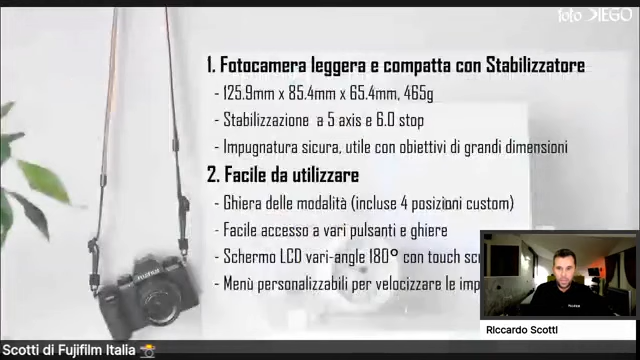 foto DIEGO
1. Fotocamera leggera e compatta con Stabilizzatore
- 125.9mm x 85.4mm x 65.4mm, 465g
- Stabilizzazione a 5 axis e 6.0 stop
- Impugnatura sicura, utile con obiettivi di grandi dimensioni
2. Facile da utilizzare
- Ghiera delle modalità (incluse 4 posizioni custom)
- Facile accesso a vari pulsanti e ghiere
- Schermo LCD vari-angle 180° con touch scr
- Menù personalizzabili per velocizzare le imp
FUJIFILM
Riccardo Scotti
Scotti di Fujifilm Italia